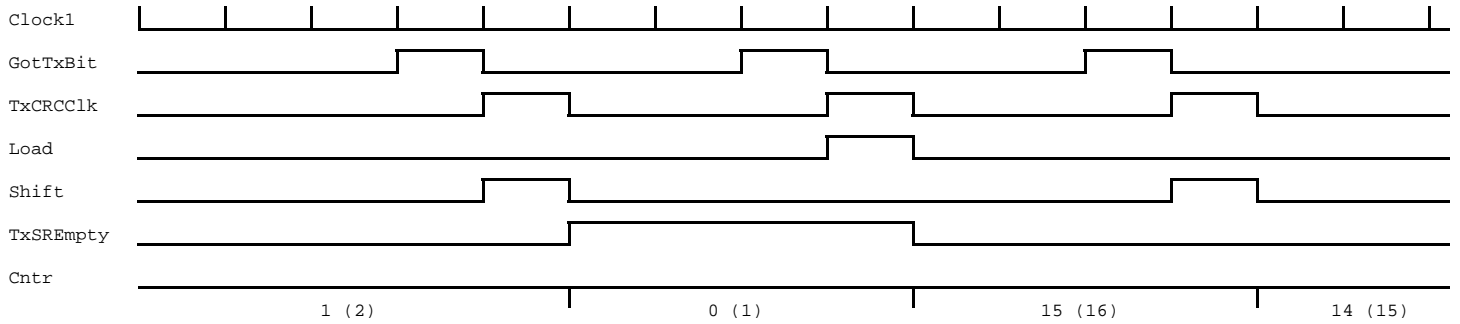 Clock1
GotTxBit
TxCRCClk
Load
Shift
TxSREmpty
Cntr
1 (2) 0 (1) 15 (16) 14 (15)